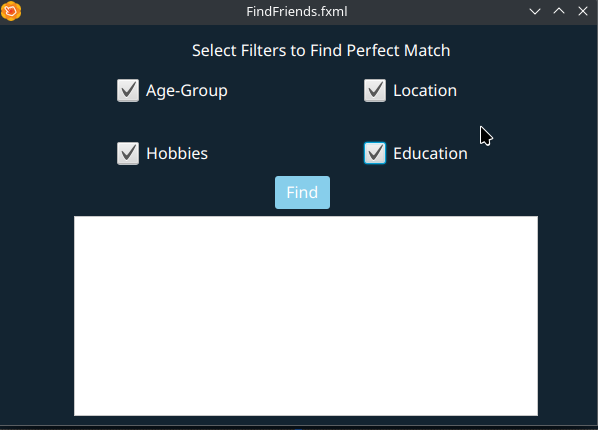 FindFriends.fxml
Select Filters to Find Perfect Match
Age-Group
Location
Hobbies
Education
Find